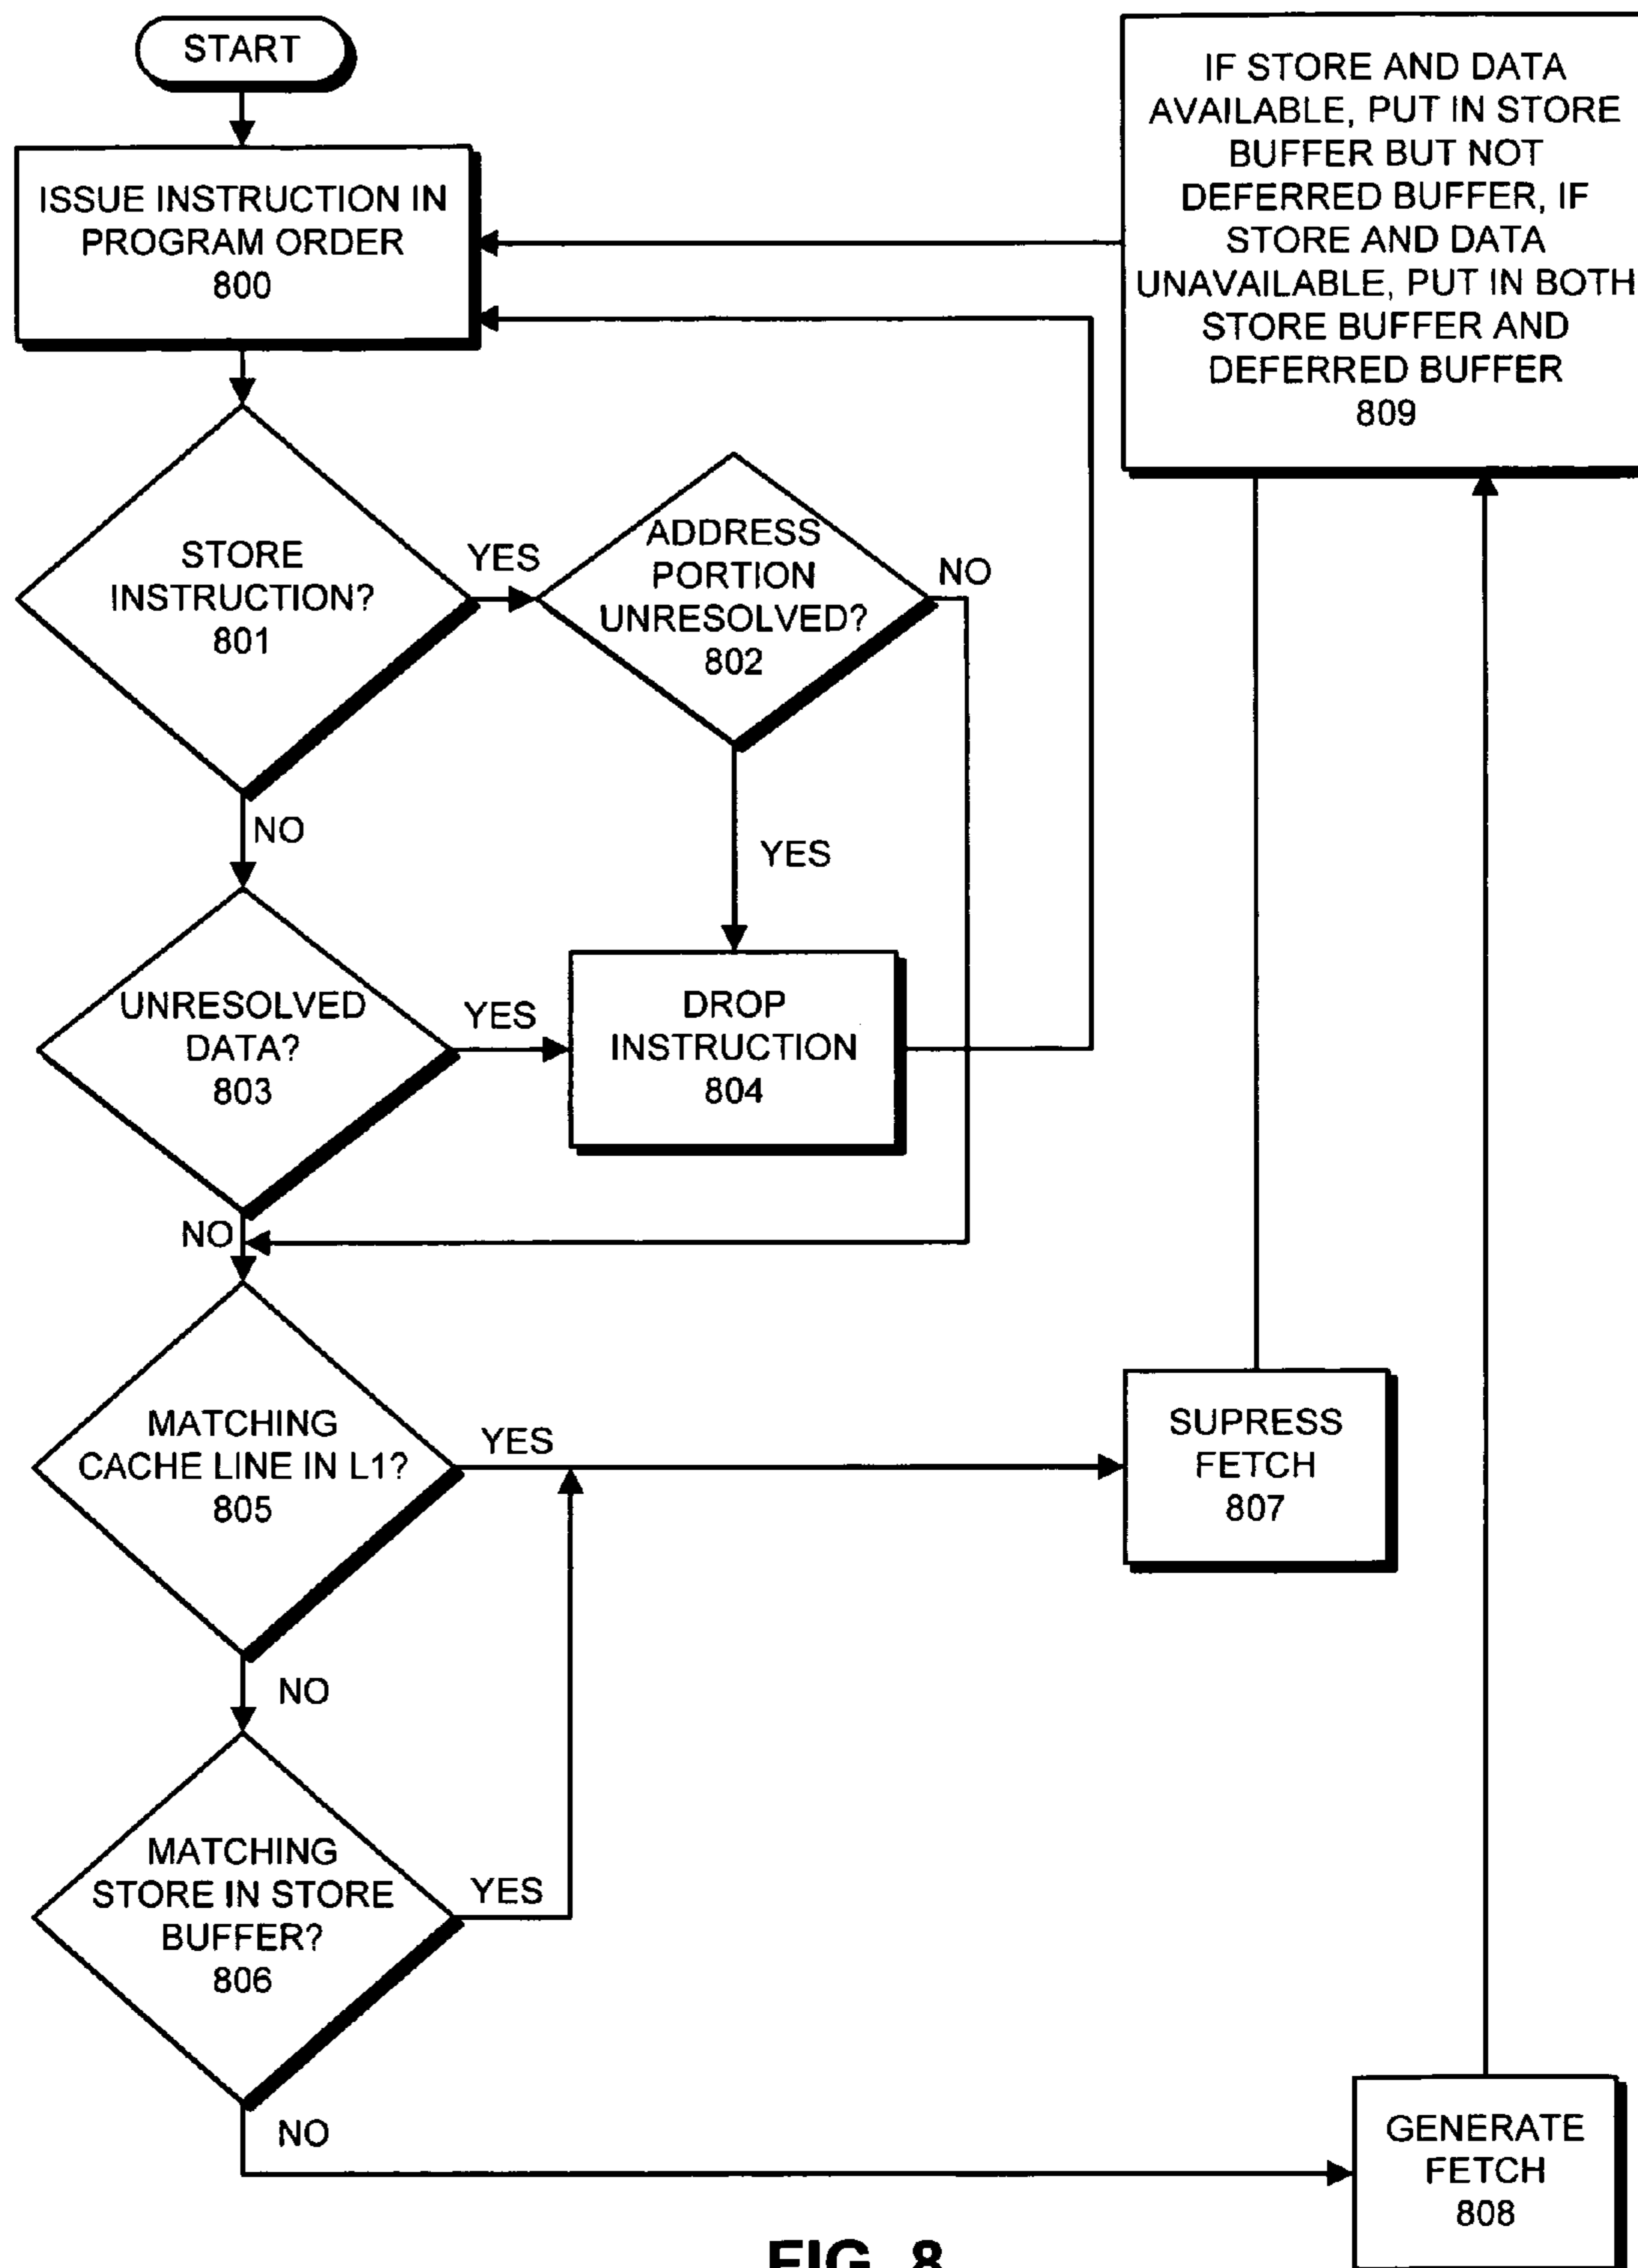 START
ISSUE INSTRUCTION IN
PROGRAM ORDER
800
IF STORE AND DATA
AVAILABLE, PUT IN STORE
BUFFER BUT NOT
DEFERRED BUFFER, IF
STORE AND DATA
UNAVAILABLE, PUT IN BOTH
STORE BUFFER AND
DEFERRED BUFFER
809
STORE
INSTRUCTION?
801
YES
ADDRESS
PORTION
UNRESOLVED?
802
NO
NO
YES
UNRESOLVED
DATA?
803
YES
DROP
INSTRUCTION
804
NO
MATCHING
CACHE LINE IN L1?
805
YES
SUPRESS
FETCH
807
NO
MATCHING
STORE IN STORE
BUFFER?
806
YES
NO
GENERATE
FETCH
808
FIG. 8